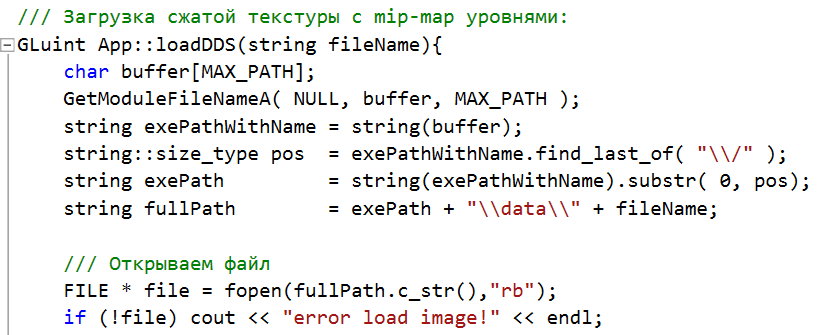 /// Загрузка сжатой текстуры с mip-map уровнями:
GLuint App::loadDDS(string fileName){
char buffer[MAX_PATH];
GetModuleFileNameA( NULL, buffer, MAX_PATH );
string exePathWithName = string(buffer);
string::size_type pos  = exePathWithName.find_last_of( "\\/" );
string exePath         = string(exePathWithName).substr( 0, pos);
string fullPath        = exePath + "\\data\\" + fileName;
/// Открываем файл
FILE * file = fopen(fullPath.c_str(),"rb");
if (!file) cout << "error load image!" << endl;